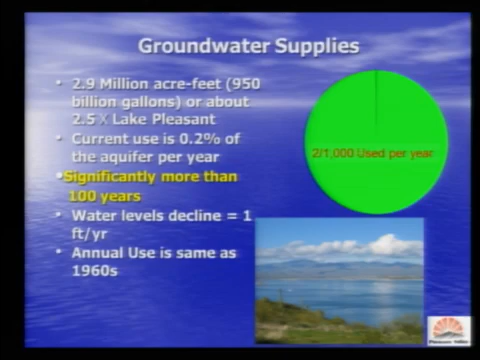 Groundwater Supplies
• 2.9 Million acre-feet (950
billion gallons) or about
2.5 X Lake Pleasant
• Current use is 0.2% of
the aquifer per year
•Significantly more than
100 years
• Water levels decline = 1
ft/yr
• Annual Use is same as
1960s
2/1,000 Used per year